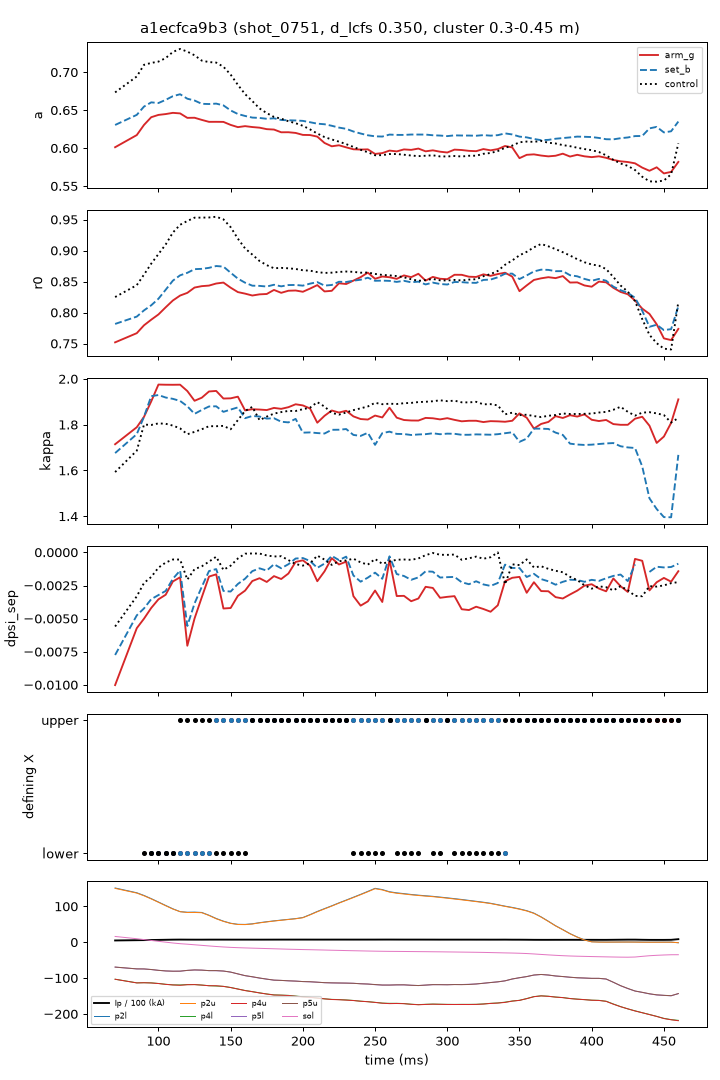 a1ecfca9b3 (shot_0751, d_lcfs 0.350, cluster 0.3-0.45 m)
a
0.70
0.65
0.60
0.55
arm_g
set_b
control
r0
0.95
0.90
0.85
0.80
0.75
kappa
2.0
1.8
1.6
1.4
dpsi_sep
0.0000
−0.0025
−0.0050
−0.0075
−0.0100
defining X
upper
lower
100
0
−100
−200
Ip / 100 (kA)
p2l
p2u
p4l
p4u
p5l
p5u
sol
100 150 200 250 300 350 400 450
time (ms)